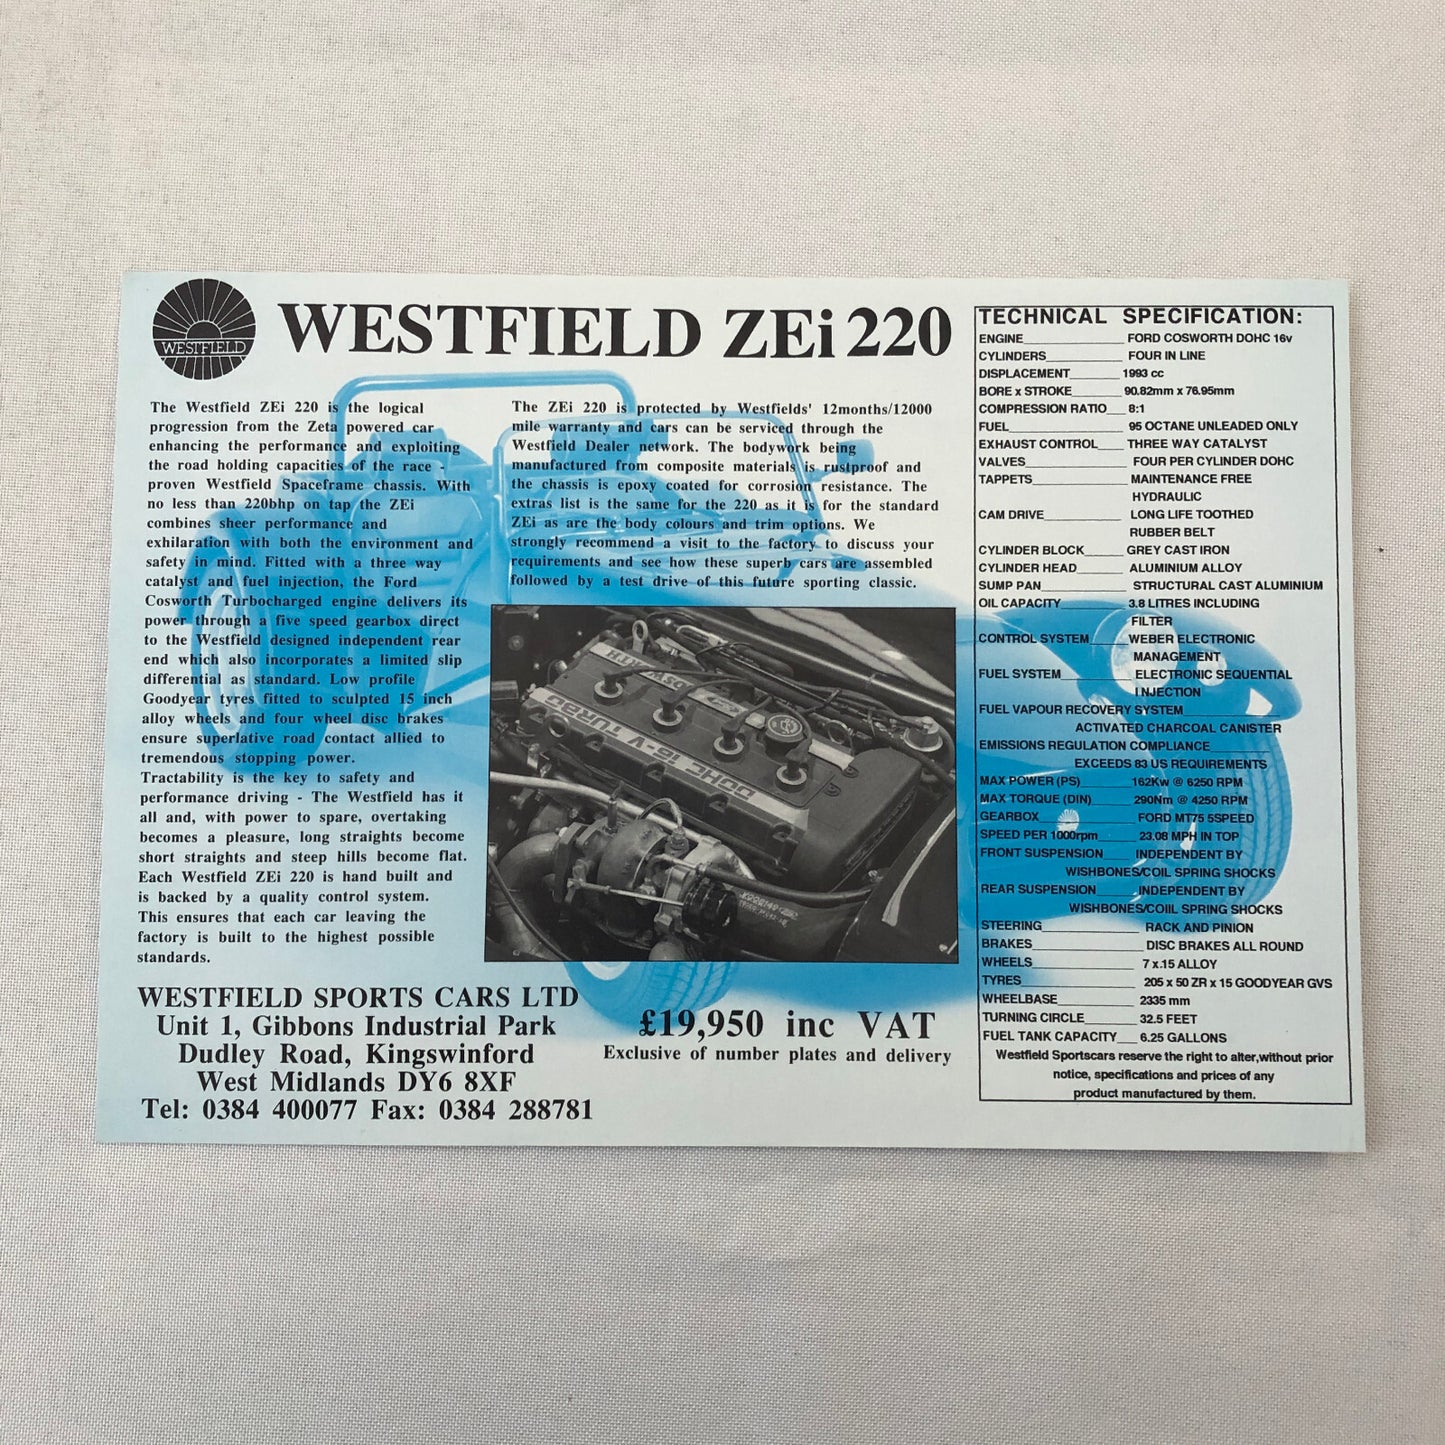 WESTFIELD
WESTFIELD ZEi 220
The Westfield ZEi 220 is the logical
progression from the Zeta powered car
enhancing the performance and exploiting
the road holding capacities of the race -
proven Westfield Spaceframe chassis. With
no less than 220bhp on tap the ZEi
combines sheer performance and
exhilaration with both the environment and
safety in mind. Fitted with a three way
catalyst and fuel injection, the Ford
Cosworth Turbocharged engine delivers its
power through a five speed gearbox direct
to the Westfield designed independent rear
end which also incorporates a limited slip
differential as standard. Low profile
Goodyear tyres fitted to sculpted 15 inch
alloy wheels and four wheel disc brakes
ensure superlative road contact allied to
tremendous stopping power.
Tractability is the key to safety and
performance driving - The Westfield has it
all and, with power to spare, overtaking
becomes a pleasure, long straights become
short straights and steep hills become flat.
Each Westfield ZEi 220 is hand built and
is backed by a quality control system.
This ensures that each car leaving the
factory is built to the highest possible
standards.
The ZEi 220 is protected by Westfields' 12months/12000
mile warranty and cars can be serviced through the
Westfield Dealer network. The bodywork being
manufactured from composite materials is rustproof and
the chassis is epoxy coated for corrosion resistance. The
extras list is the same for the 220 as it is for the standard
ZEi as are the body colours and trim options. We
strongly recommend a visit to the factory to discuss your
requirements and see how these superb cars are assembled
followed by a test drive of this future sporting classic.
DOHC 16-V TURBO
WESTFIELD SPORTS CARS LTD
Unit 1, Gibbons Industrial Park
Dudley Road, Kingswinford
West Midlands DY6 8XF
Tel: 0384 400077 Fax: 0384 288781
£19,950 inc VAT
Exclusive of number plates and delivery
TECHNICAL SPECIFICATION:
ENGINE FORD COSWORTH DOHC 16v
CYLINDERS FOUR IN LINE
DISPLACEMENT 1993 cc
BORE x STROKE 90.82mm x 76.95mm
COMPRESSION RATIO 8:1
FUEL 95 OCTANE UNLEADED ONLY
EXHAUST CONTROL THREE WAY CATALYST
VALVES FOUR PER CYLINDER DOHC
TAPPETS MAINTENANCE FREE
HYDRAULIC
CAM DRIVE LONG LIFE TOOTHED
RUBBER BELT
CYLINDER BLOCK GREY CAST IRON
CYLINDER HEAD ALUMINIUM ALLOY
SUMP PAN STRUCTURAL CAST ALUMINIUM
OIL CAPACITY 3.8 LITRES INCLUDING
FILTER
CONTROL SYSTEM WEBER ELECTRONIC
MANAGEMENT
FUEL SYSTEM ELECTRONIC SEQUENTIAL
INJECTION
FUEL VAPOUR RECOVERY SYSTEM
ACTIVATED CHARCOAL CANISTER
EMISSIONS REGULATION COMPLIANCE
EXCEEDS 83 US REQUIREMENTS
MAX POWER (PS) 162Kw @ 6250 RPM
MAX TORQUE (DIN) 290Nm @ 4250 RPM
GEARBOX FORD MT75 5SPEED
SPEED PER 1000rpm 23.08 MPH IN TOP
FRONT SUSPENSION INDEPENDENT BY
WISHBONES/COIL SPRING SHOCKS
REAR SUSPENSION INDEPENDENT BY
WISHBONES/COIIL SPRING SHOCKS
STEERING RACK AND PINION
BRAKES DISC BRAKES ALL ROUND
WHEELS 7 x 15 ALLOY
TYRES 205 x 50 ZR x 15 GOODYEAR GVS
WHEELBASE 2335 mm
TURNING CIRCLE 32.5 FEET
FUEL TANK CAPACITY 6.25 GALLONS
Westfield Sportscars reserve the right to alter,without prior
notice, specifications and prices of any
product manufactured by them.